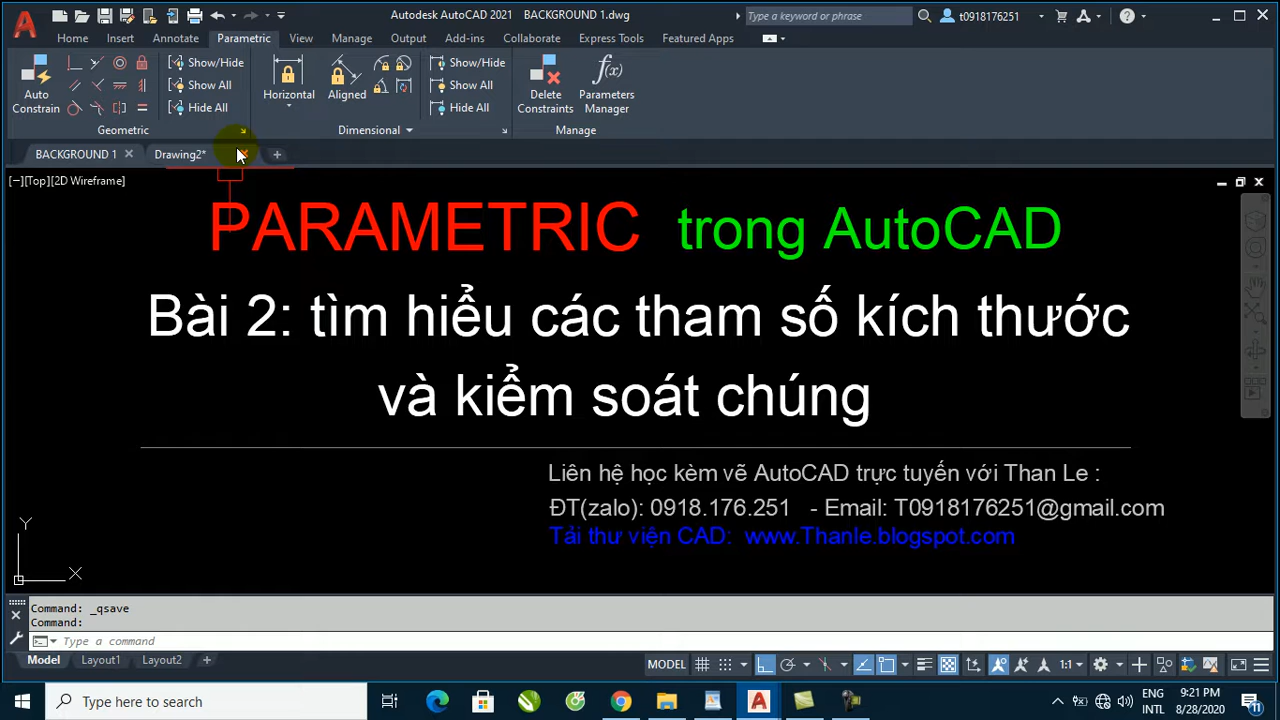 Autodesk AutoCAD 2021 BACKGROUND 1.dwg
Type a keyword or phrase
t0918176251
Home Insert Annotate Parametric View Manage Output Add-ins Collaborate Express Tools Featured Apps
Auto Constrain
Show/Hide
Show All
Hide All
Geometric
Horizontal
Aligned
Show/Hide
Show All
Hide All
Dimensional
Delete Constraints
Parameters Manager
Manage
BACKGROUND 1
Drawing2*
[−][Top][2D Wireframe]
PARAMETRIC trong AutoCAD
Bài 2: tìm hiểu các tham số kích thước
và kiểm soát chúng
Liên hệ học kèm vẽ AutoCAD trực tuyến với Than Le :
ĐT(zalo): 0918.176.251 - Email: T0918176251@gmail.com
Tải thư viện CAD: www.Thanle.blogspot.com
Y
X
Command: _qsave
Command:
Type a command
Model Layout1 Layout2
MODEL
1:1
Type here to search
ENG
INTL
9:21 PM
8/28/2020
11